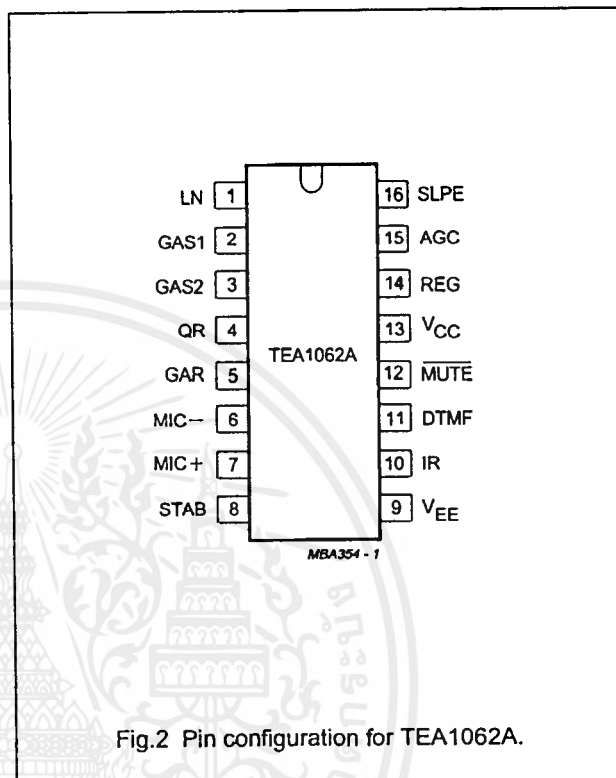 LN 1
GAS1 2
GAS2 3
QR 4
GAR 5
MIC− 6
MIC+ 7
STAB 8
TEA1062A
16 SLPE
15 AGC
14 REG
13 VCC
12 MUTE
11 DTMF
10 IR
9 VEE
MBA354 - 1
Fig.2 Pin configuration for TEA1062A.